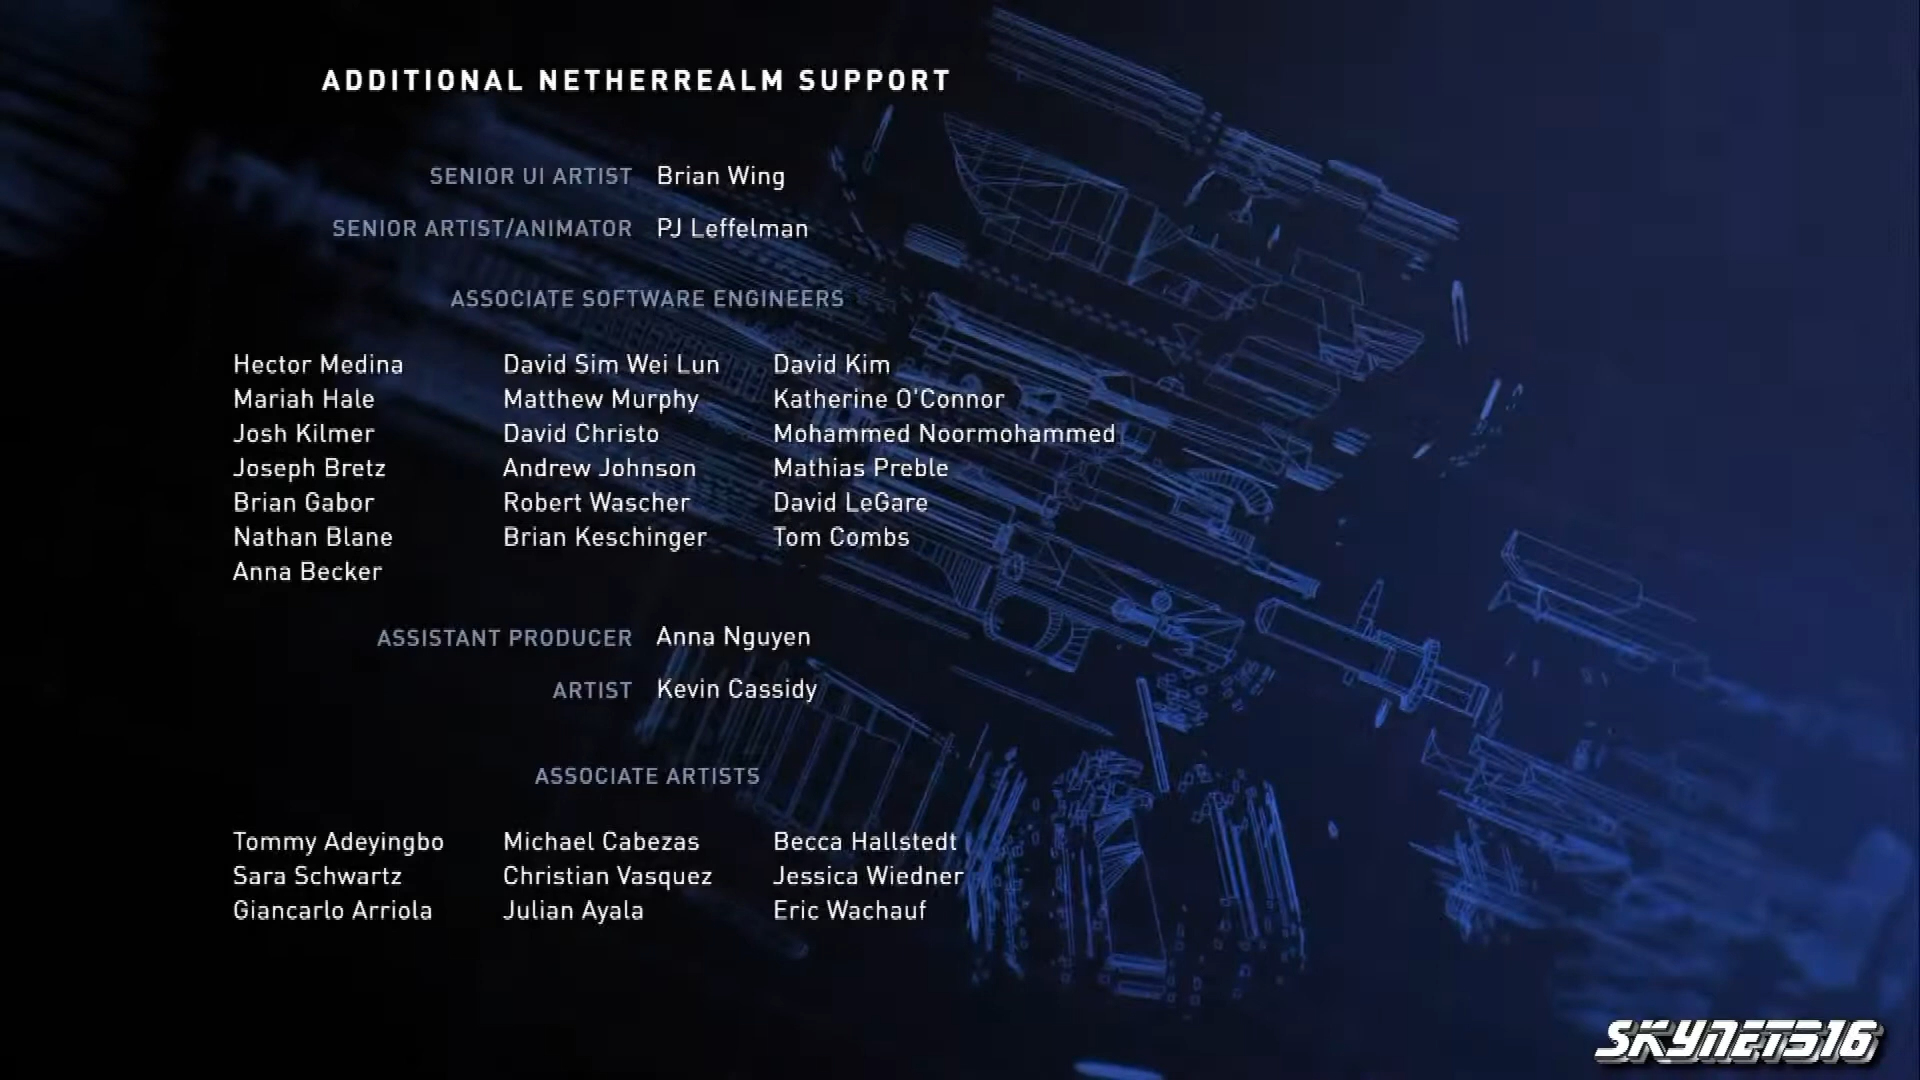 ADDITIONAL NETHERREALM SUPPORT
SENIOR UI ARTIST Brian Wing
SENIOR ARTIST/ANIMATOR PJ Leffelman
ASSOCIATE SOFTWARE ENGINEERS
Hector Medina David Sim Wei Lun David Kim
Mariah Hale Matthew Murphy Katherine O'Connor
Josh Kilmer David Christo Mohammed Noormohammed
Joseph Bretz Andrew Johnson Mathias Preble
Brian Gabor Robert Wascher David LeGare
Nathan Blane Brian Keschinger Tom Combs
Anna Becker
ASSISTANT PRODUCER Anna Nguyen
ARTIST Kevin Cassidy
ASSOCIATE ARTISTS
Tommy Adeyingbo Michael Cabezas Becca Hallstedt
Sara Schwartz Christian Vasquez Jessica Wiedner
Giancarlo Arriola Julian Ayala Eric Wachauf
SKYNET316